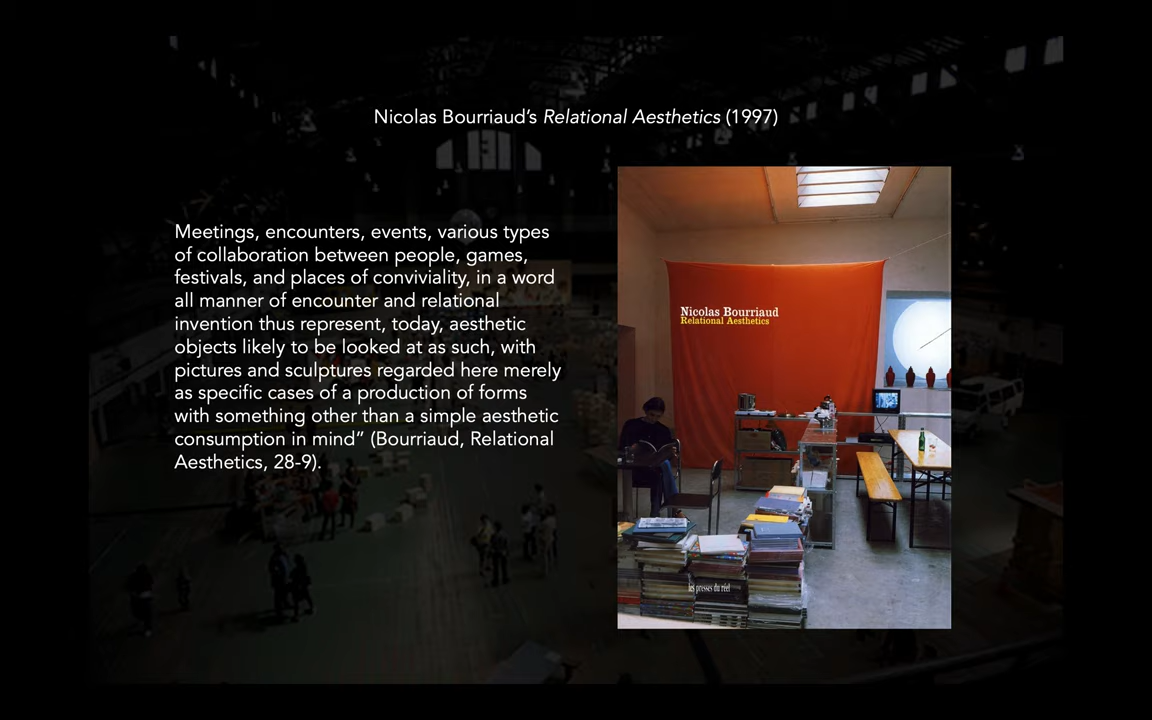 Nicolas Bourriaud’s Relational Aesthetics (1997)
Meetings, encounters, events, various types
of collaboration between people, games,
festivals, and places of conviviality, in a word
all manner of encounter and relational
invention thus represent, today, aesthetic
objects likely to be looked at as such, with
pictures and sculptures regarded here merely
as specific cases of a production of forms
with something other than a simple aesthetic
consumption in mind” (Bourriaud, Relational
Aesthetics, 28-9).
Nicolas Bourriaud
Relational Aesthetics
les presses du réel